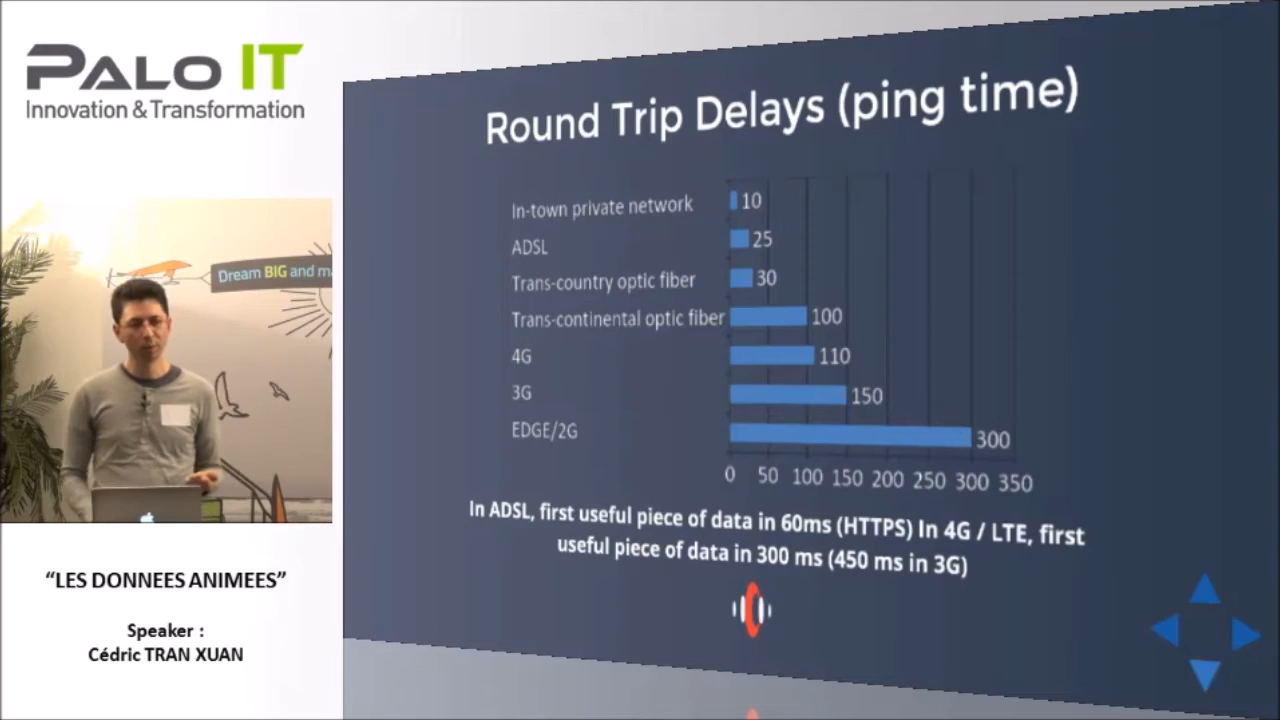 PALO IT
Innovation & Transformation
Dream BIG and
“LES DONNEES ANIMEES”
Speaker :
Cédric TRAN XUAN
Round Trip Delays (ping time)
In-town private network 10
ADSL 25
Trans-country optic fiber 30
Trans-continental optic fiber 100
4G 110
3G 150
EDGE/2G 300
0 50 100 150 200 250 300 350
In ADSL, first useful piece of data in 60ms (HTTPS) In 4G / LTE, first
useful piece of data in 300 ms (450 ms in 3G)